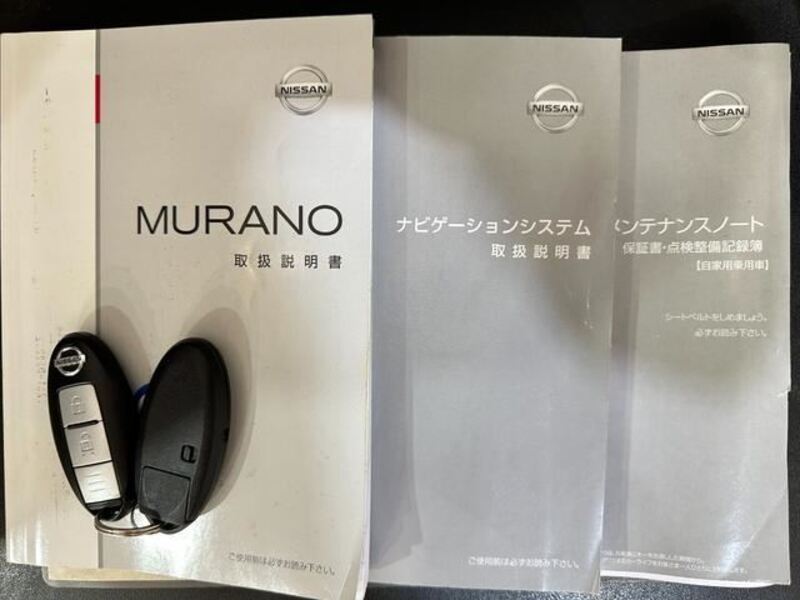 NISSAN
MURANO
取扱説明書
ご使用前は必ずお読み下さい。
NISSAN
ナビゲーションシステム
取扱説明書
ご使用前は必ずお読み下さい。
NISSAN
メンテナンスノート
保証書・点検整備記録簿
【自家用乗用車】
シートベルトをしめましょう。
必ずお読み下さい。
NISSAN